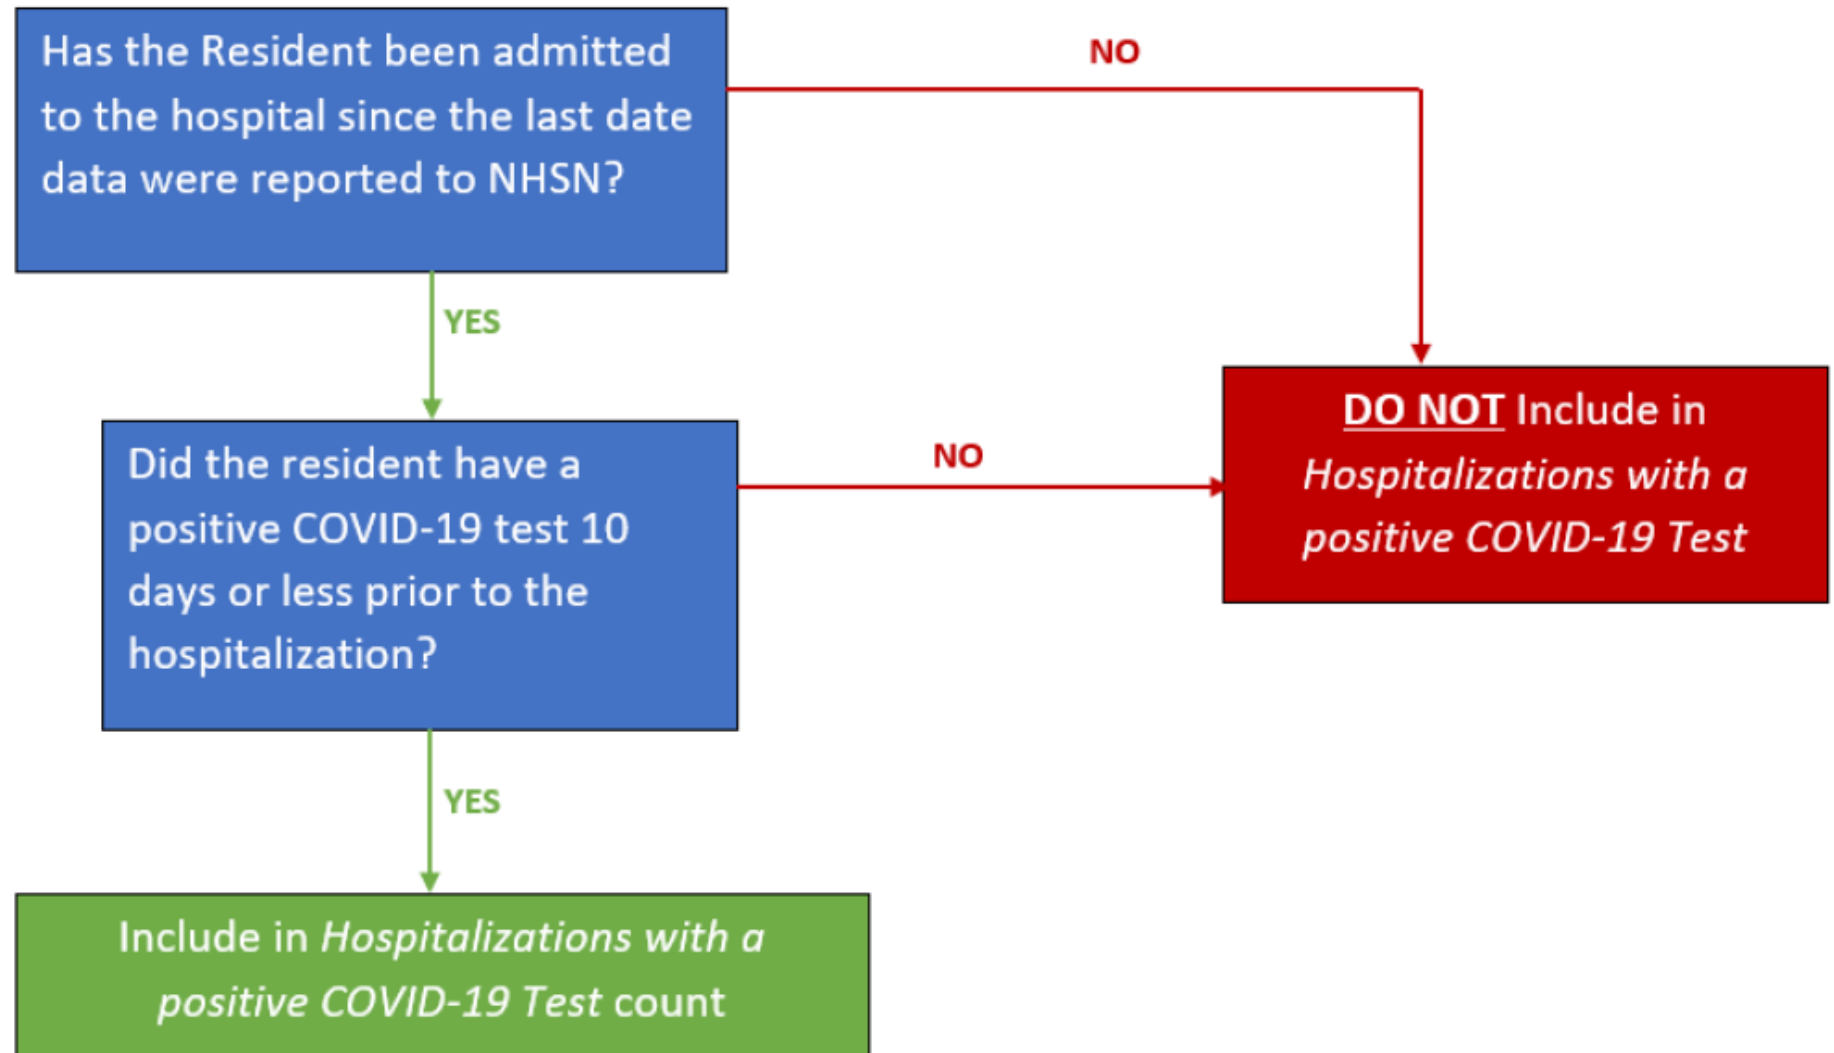 Has the Resident been admitted
to the hospital since the last date
data were reported to NHSN?
NO
YES
Did the resident have a
positive COVID-19 test 10
days or less prior to the
hospitalization?
NO
DO NOT Include in
Hospitalizations with a
positive COVID-19 Test
YES
Include in Hospitalizations with a
positive COVID-19 Test count